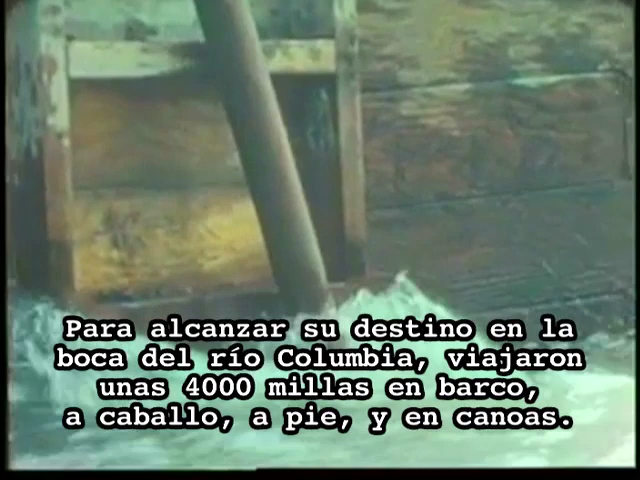 Para alcanzar su destino en la
boca del río Columbia, viajaron
unas 4000 millas en barco,
a caballo, a pie, y en canoas.